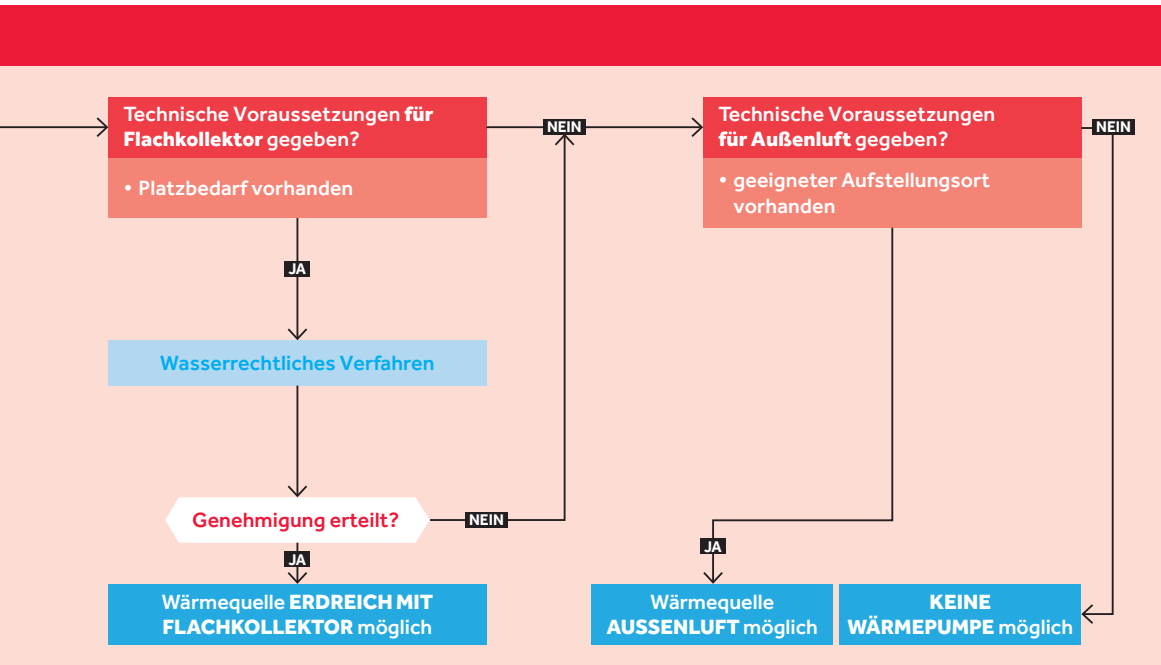 Technische Voraussetzungen für
Flachkollektor gegeben?
• Platzbedarf vorhanden
NEIN
JA
Wasserrechtliches Verfahren
Genehmigung erteilt?
NEIN
JA
Wärmequelle ERDREICH MIT
FLACHKOLLEKTOR möglich
Technische Voraussetzungen
für Außenluft gegeben?
• geeigneter Aufstellungsort
vorhanden
NEIN
JA
Wärmequelle
AUSSENLUFT möglich
KEINE
WÄRMEPUMPE möglich